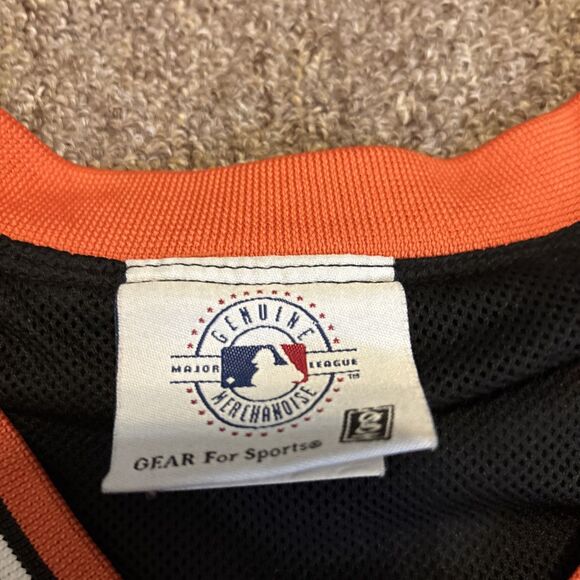 GENUINE
MAJOR LEAGUE
MERCHANDISE
TM
GEAR For Sports®